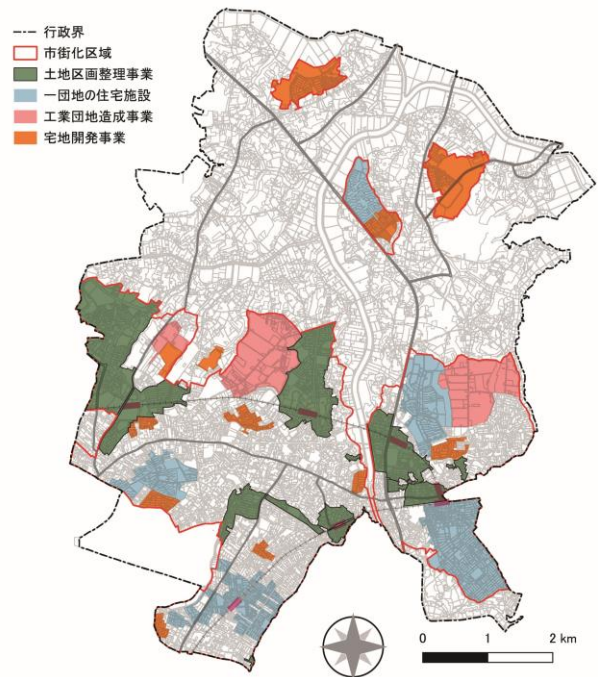 行政界
市街化区域
土地区画整理事業
一団地の住宅施設
工業団地造成事業
宅地開発事業
0 1 2 km